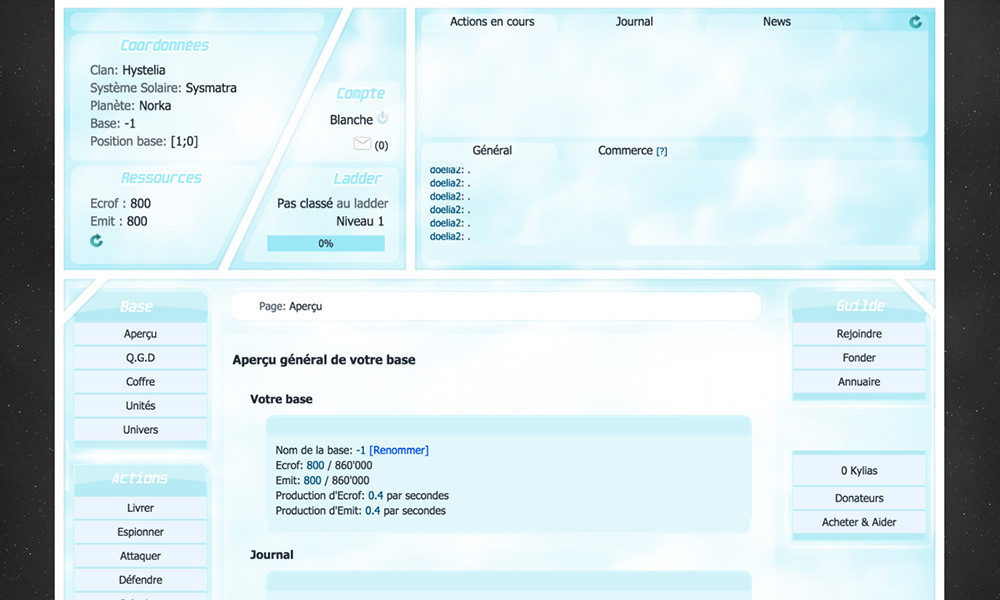 Coordonnées
Clan: Hystelia
Système Solaire: Sysmatra
Planète: Norka
Base: -1
Position base: [1;0]
Compte
Blanche
(0)
Ressources
Ecrof : 800
Emit : 800
Ladder
Pas classé au ladder
Niveau 1
0%
Actions en cours Journal News
Général Commerce [?]
doelia2: .
doelia2: .
doelia2: .
doelia2: .
doelia2: .
doelia2: .
Base
Aperçu
Q.G.D
Coffre
Unités
Univers
Actions
Livrer
Espionner
Attaquer
Défendre
Page: Aperçu
Aperçu général de votre base
Votre base
Nom de la base: -1 [Renommer]
Ecrof: 800 / 860'000
Emit: 800 / 860'000
Production d'Ecrof: 0.4 par secondes
Production d'Emit: 0.4 par secondes
Journal
Guilde
Rejoindre
Fonder
Annuaire
0 Kylias
Donateurs
Acheter & Aider